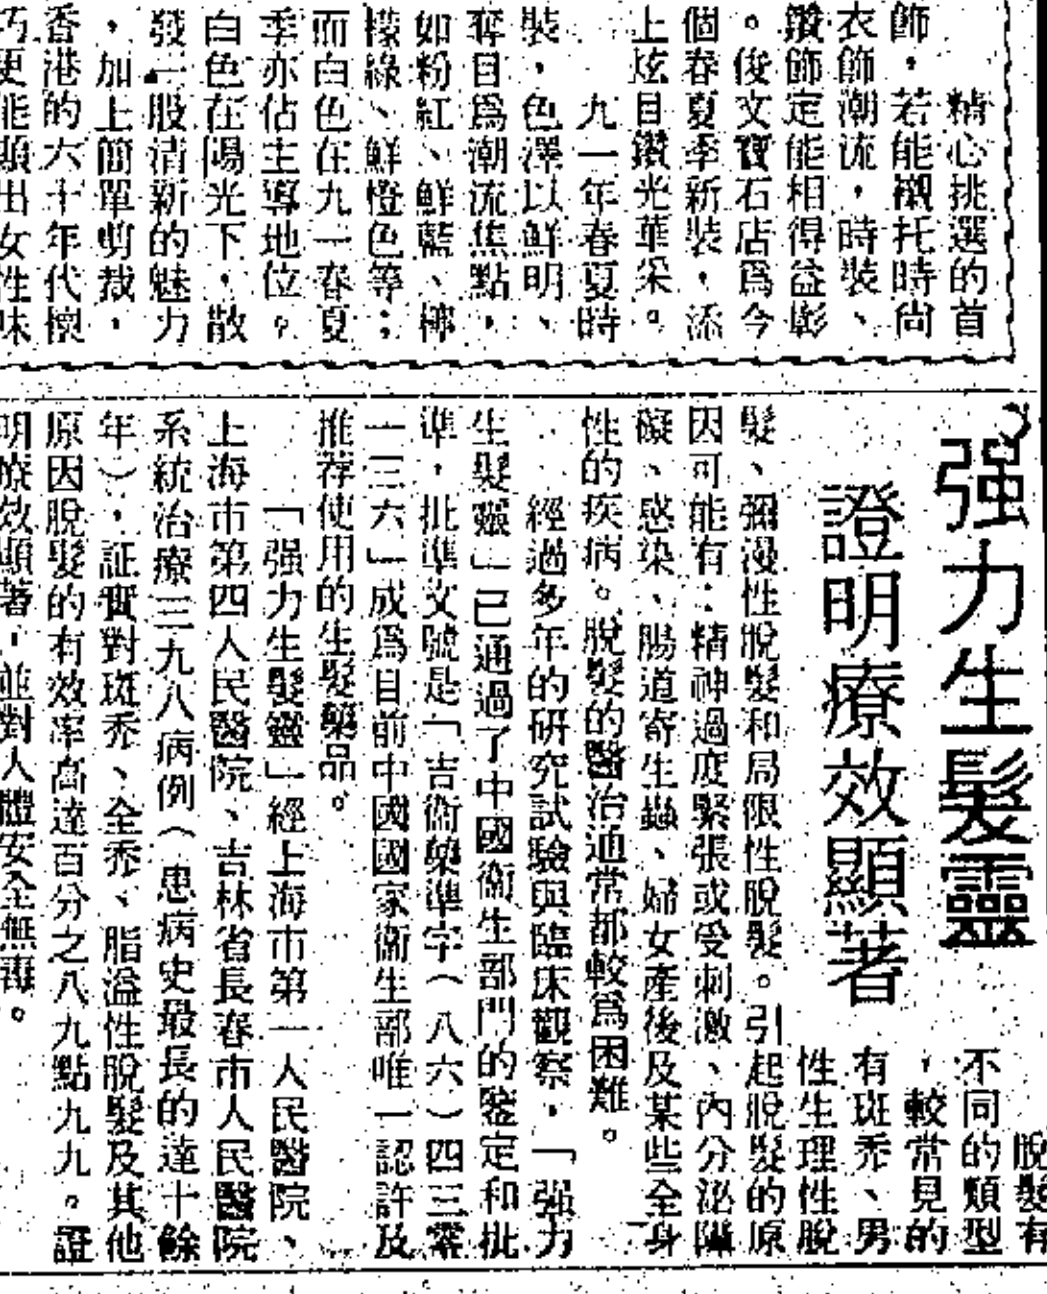 精心挑選的首
飾，若能襯托時尚
衣飾潮流，時裝、
鑽飾定能相得益彰
。俊文寶石店爲今
個春夏季新裝，添
上炫目鑽光華采。
九一年春夏時
裝，色澤以鮮明、
奪目爲潮流焦點，
如粉紅、鮮藍、檸
檬綠、鮮橙色等；
而白色在九一春夏
季亦佔主導地位。
白色在陽光下，散
發一股清新的魅力
，加上簡單剪裁，
香港的六十年代懷
巧更能顯出女性味
强力生髮靈
證明療效顯著
脫髮有
不同的類型
，較常見的
有斑禿、男
性生理性脫
髮、彌漫性脫髮和局限性脫髮。引起脫髮的原
因可能有：精神過度緊張或受刺激、內分泌障
礙、感染、腸道寄生蟲、婦女產後及某些全身
性的疾病。脫髮的醫治通常都較爲困難。
經過多年的研究試驗與臨床觀察，「强力
生髮靈」已通過了中國衞生部門的鑒定和批
準，批準文號是「吉衞藥準字（八六）四三零
一三六」成爲目前中國國家衞生部唯一認許及
推荐使用的生髮藥品。
「强力生髮靈」經上海市第一人民醫院、
上海市第四人民醫院、吉林省長春市人民醫院
系統治療三九八病例（患病史最長的達十餘
年），証實對斑禿、全禿、脂溢性脫髮及其他
原因脫髮的有效率高達百分之八九點九九。證
明療效顯著，並對人體安全無毒。